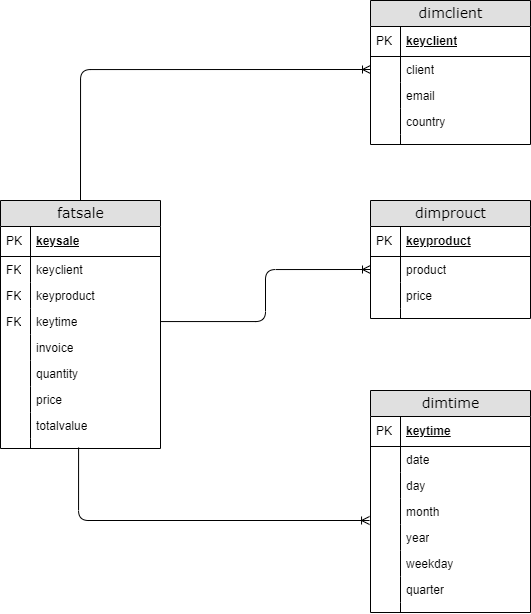 dimclient
PK keyclient
client
email
country
fatsale
PK keysale
FK keyclient
FK keyproduct
FK keytime
invoice
quantity
price
totalvalue
dimprouct
PK keyproduct
product
price
dimtime
PK keytime
date
day
month
year
weekday
quarter